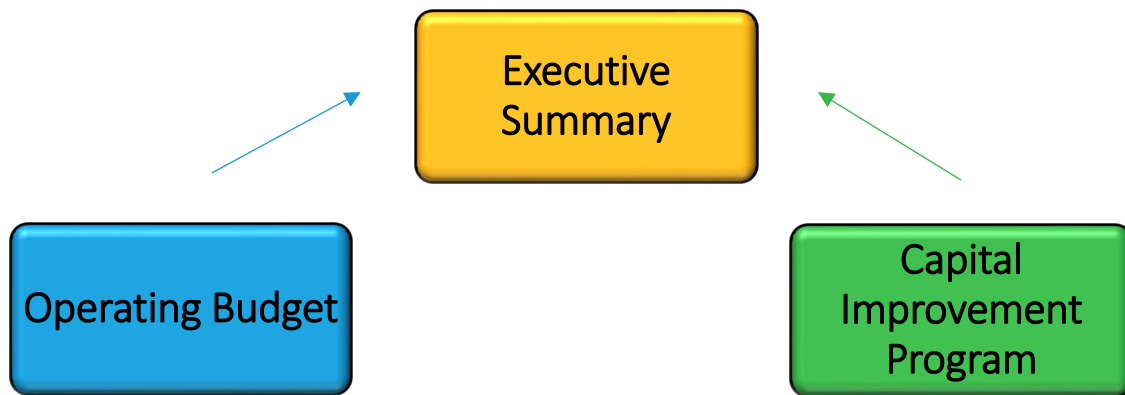 Executive
Summary
Operating Budget
Capital
Improvement
Program